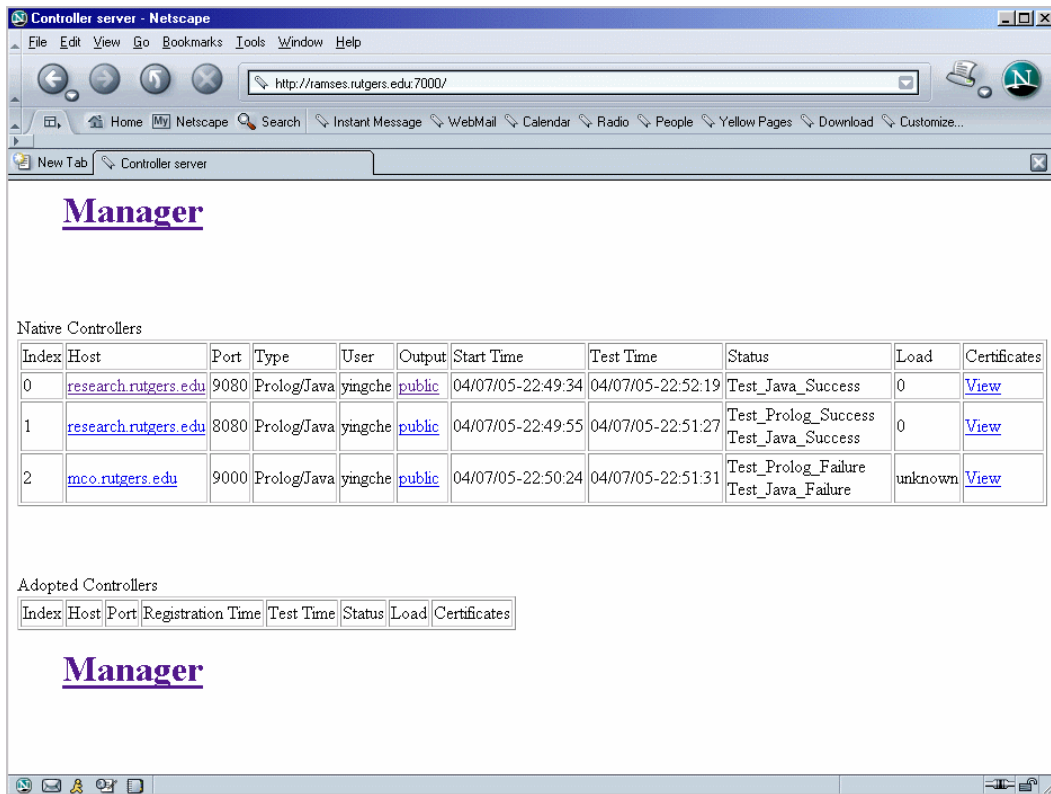 Controller server - Netscape
File Edit View Go Bookmarks Tools Window Help
http://ramses.rutgers.edu:7000/
N
Home My Netscape Search Instant Message WebMail Calendar Radio People Yellow Pages Download Customize...
New Tab Controller server
Manager
Native Controllers
Index Host Port Type User Output Start Time Test Time Status Load Certificates
0 research.rutgers.edu 9080 Prolog/Java yingche public 04/07/05-22:49:34 04/07/05-22:52:19 Test_Java_Success 0 View
1 research.rutgers.edu 8080 Prolog/Java yingche public 04/07/05-22:49:55 04/07/05-22:51:27 Test_Prolog_Success 0 View
Test_Java_Success
2 mco.rutgers.edu 9000 Prolog/Java yingche public 04/07/05-22:50:24 04/07/05-22:51:31 Test_Prolog_Failure unknown View
Test_Java_Failure
Adopted Controllers
Index Host Port Registration Time Test Time Status Load Certificates
Manager